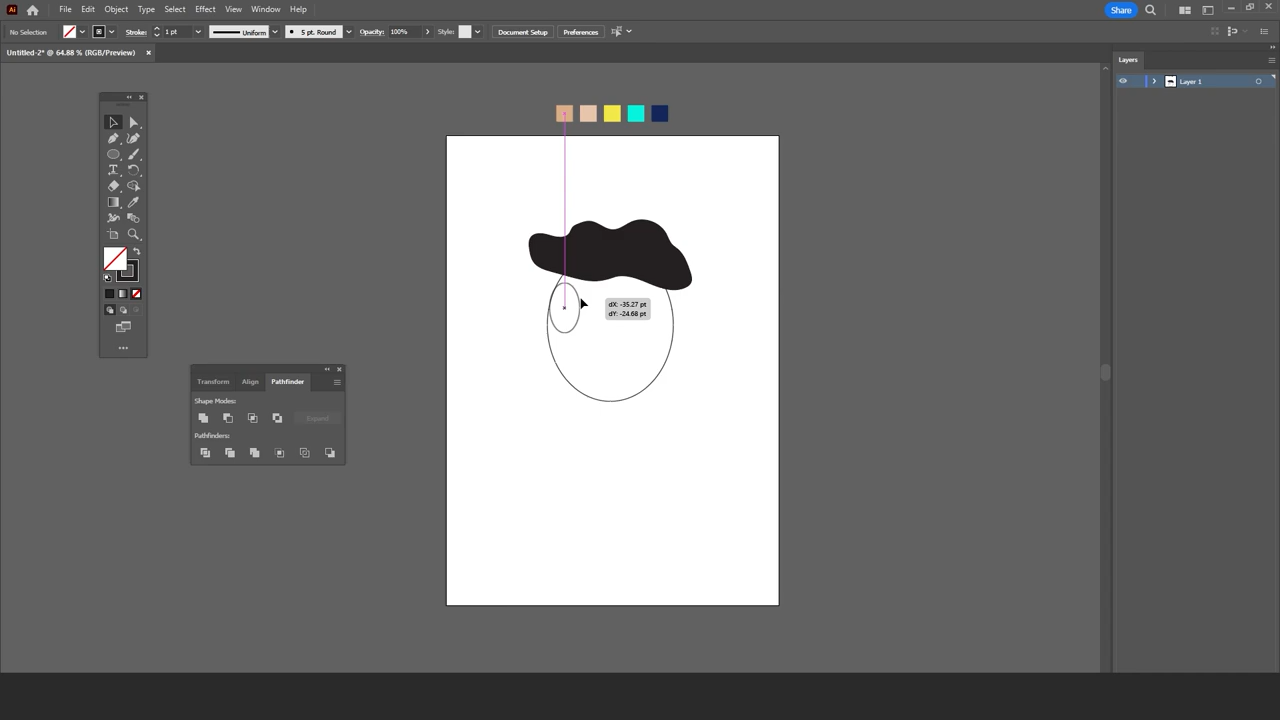 Ai File Edit Object Type Select Effect View Window Help Share
No Selection Stroke: 1 pt Uniform 5 pt. Round Opacity: 100% Style: Document Setup Preferences
Untitled-2* @ 64.88 % (RGB/Preview)
Layers
Layer 1
dX: -35.27 pt
dY: -24.68 pt
Transform Align Pathfinder
Shape Modes:
Expand
Pathfinders: